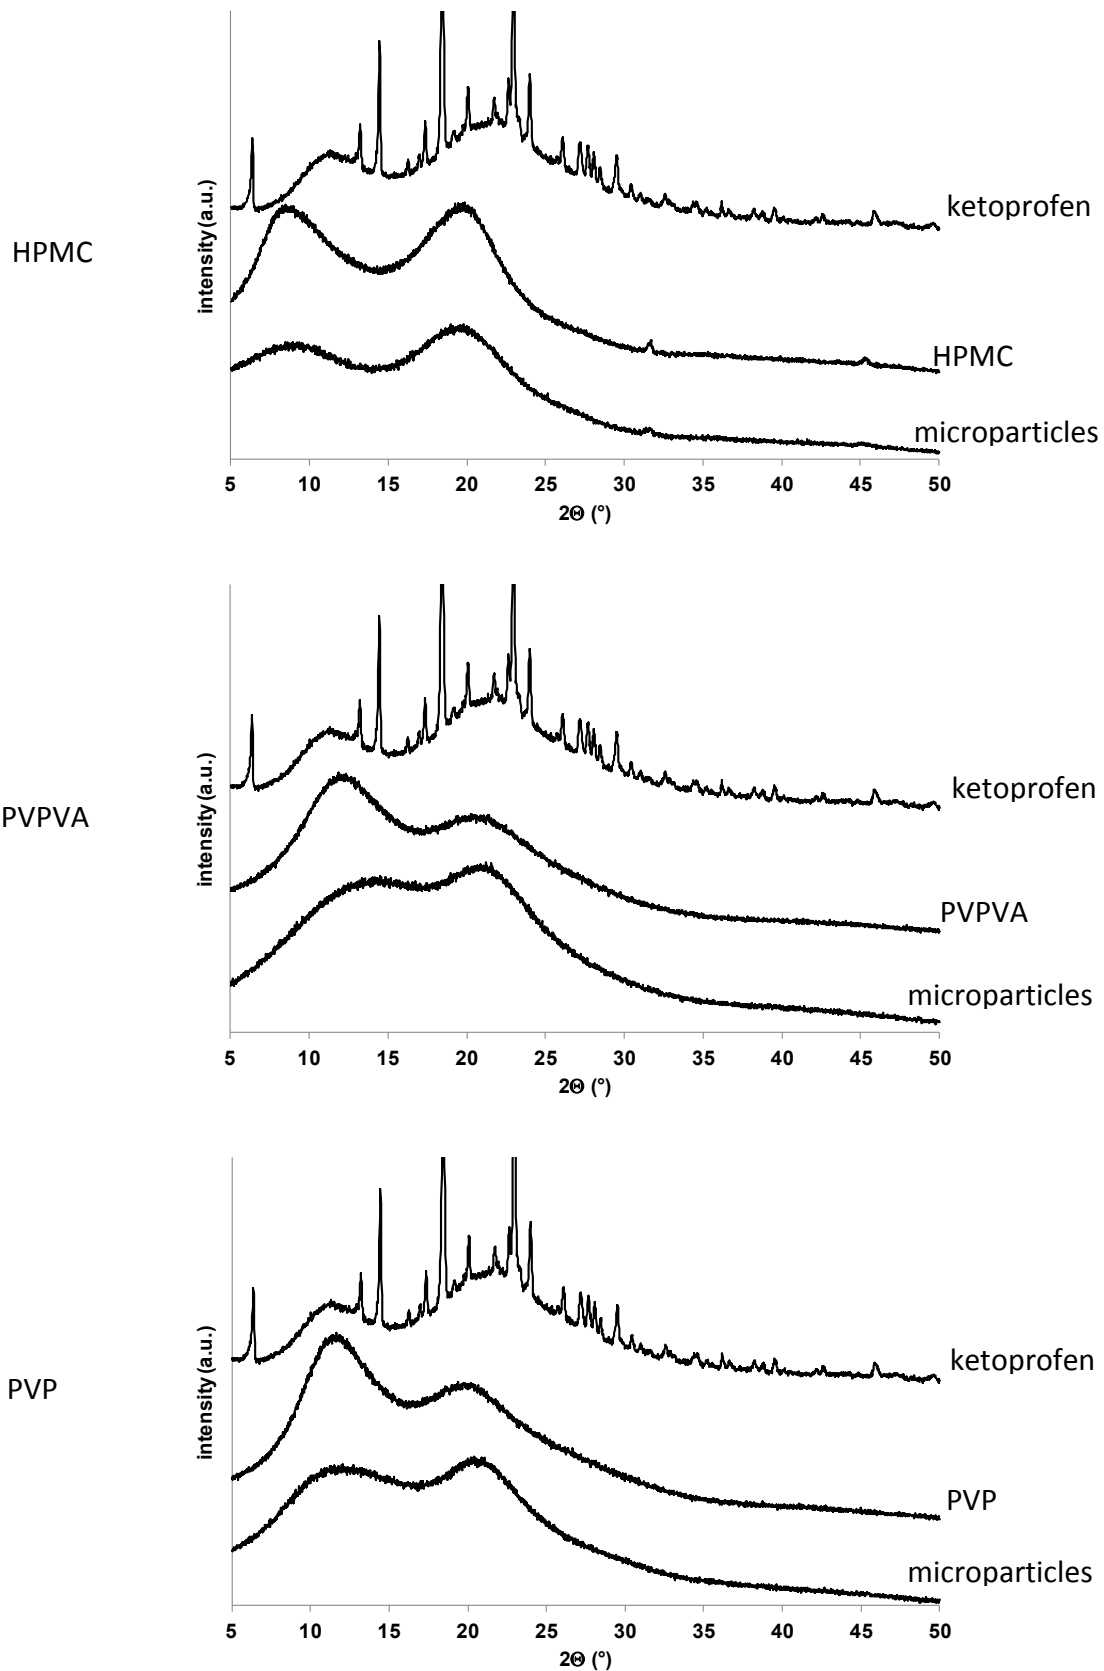 HPMC
intensity (a.u.)
ketoprofen
HPMC
microparticles
5 10 15 20 25 30 35 40 45 50
2Θ (°)
PVPVA
intensity (a.u.)
ketoprofen
PVPVA
microparticles
5 10 15 20 25 30 35 40 45 50
2Θ (°)
PVP
intensity (a.u.)
ketoprofen
PVP
microparticles
5 10 15 20 25 30 35 40 45 50
2Θ (°)